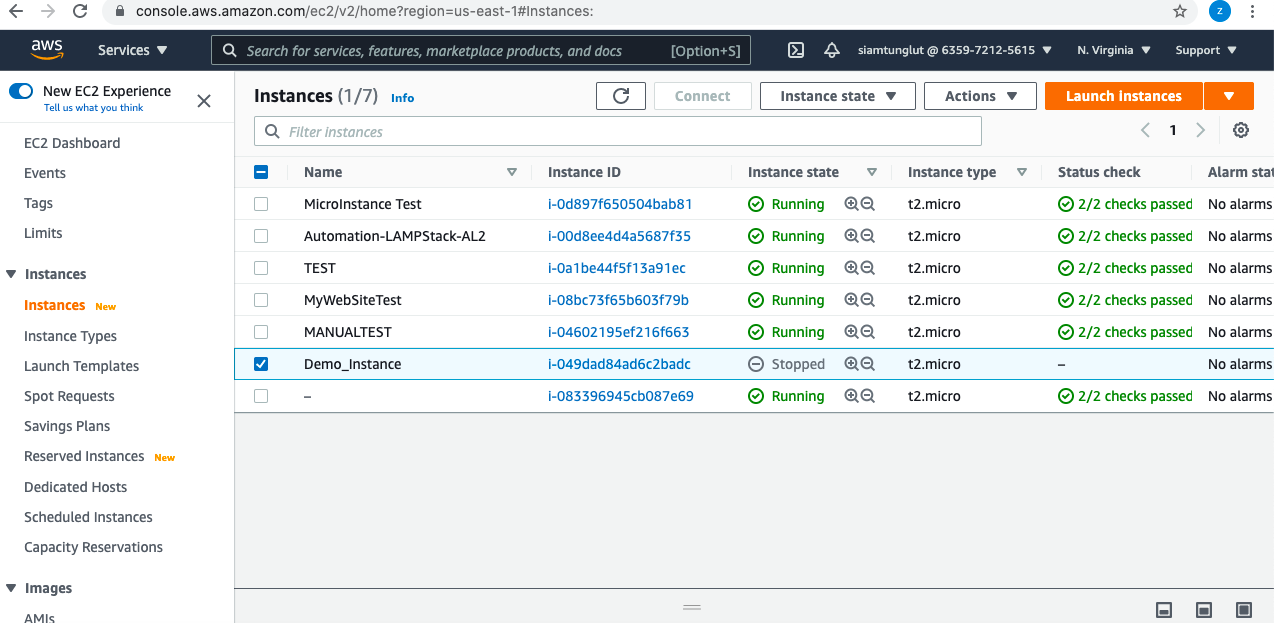 console.aws.amazon.com/ec2/v2/home?region=us-east-1#Instances:
z
aws
Services
Search for services, features, marketplace products, and docs [Option+S]
siamtunglut @ 6359-7212-5615
N. Virginia
Support
New EC2 Experience
Tell us what you think
EC2 Dashboard
Events
Tags
Limits
Instances
Instances New
Instance Types
Launch Templates
Spot Requests
Savings Plans
Reserved Instances New
Dedicated Hosts
Scheduled Instances
Capacity Reservations
Images
AMIs
Instances (1/7) Info
Connect
Instance state
Actions
Launch instances
Filter instances
1
Name Instance ID Instance state Instance type Status check Alarm stat
MicroInstance Test i-0d897f650504bab81 Running t2.micro 2/2 checks passed No alarms
Automation-LAMPStack-AL2 i-00d8ee4d4a5687f35 Running t2.micro 2/2 checks passed No alarms
TEST i-0a1be44f5f13a91ec Running t2.micro 2/2 checks passed No alarms
MyWebSiteTest i-08bc73f65b603f79b Running t2.micro 2/2 checks passed No alarms
MANUALTEST i-04602195ef216f663 Running t2.micro 2/2 checks passed No alarms
Demo_Instance i-049dad84ad6c2badc Stopped t2.micro – No alarms
– i-083396945cb087e69 Running t2.micro 2/2 checks passed No alarms